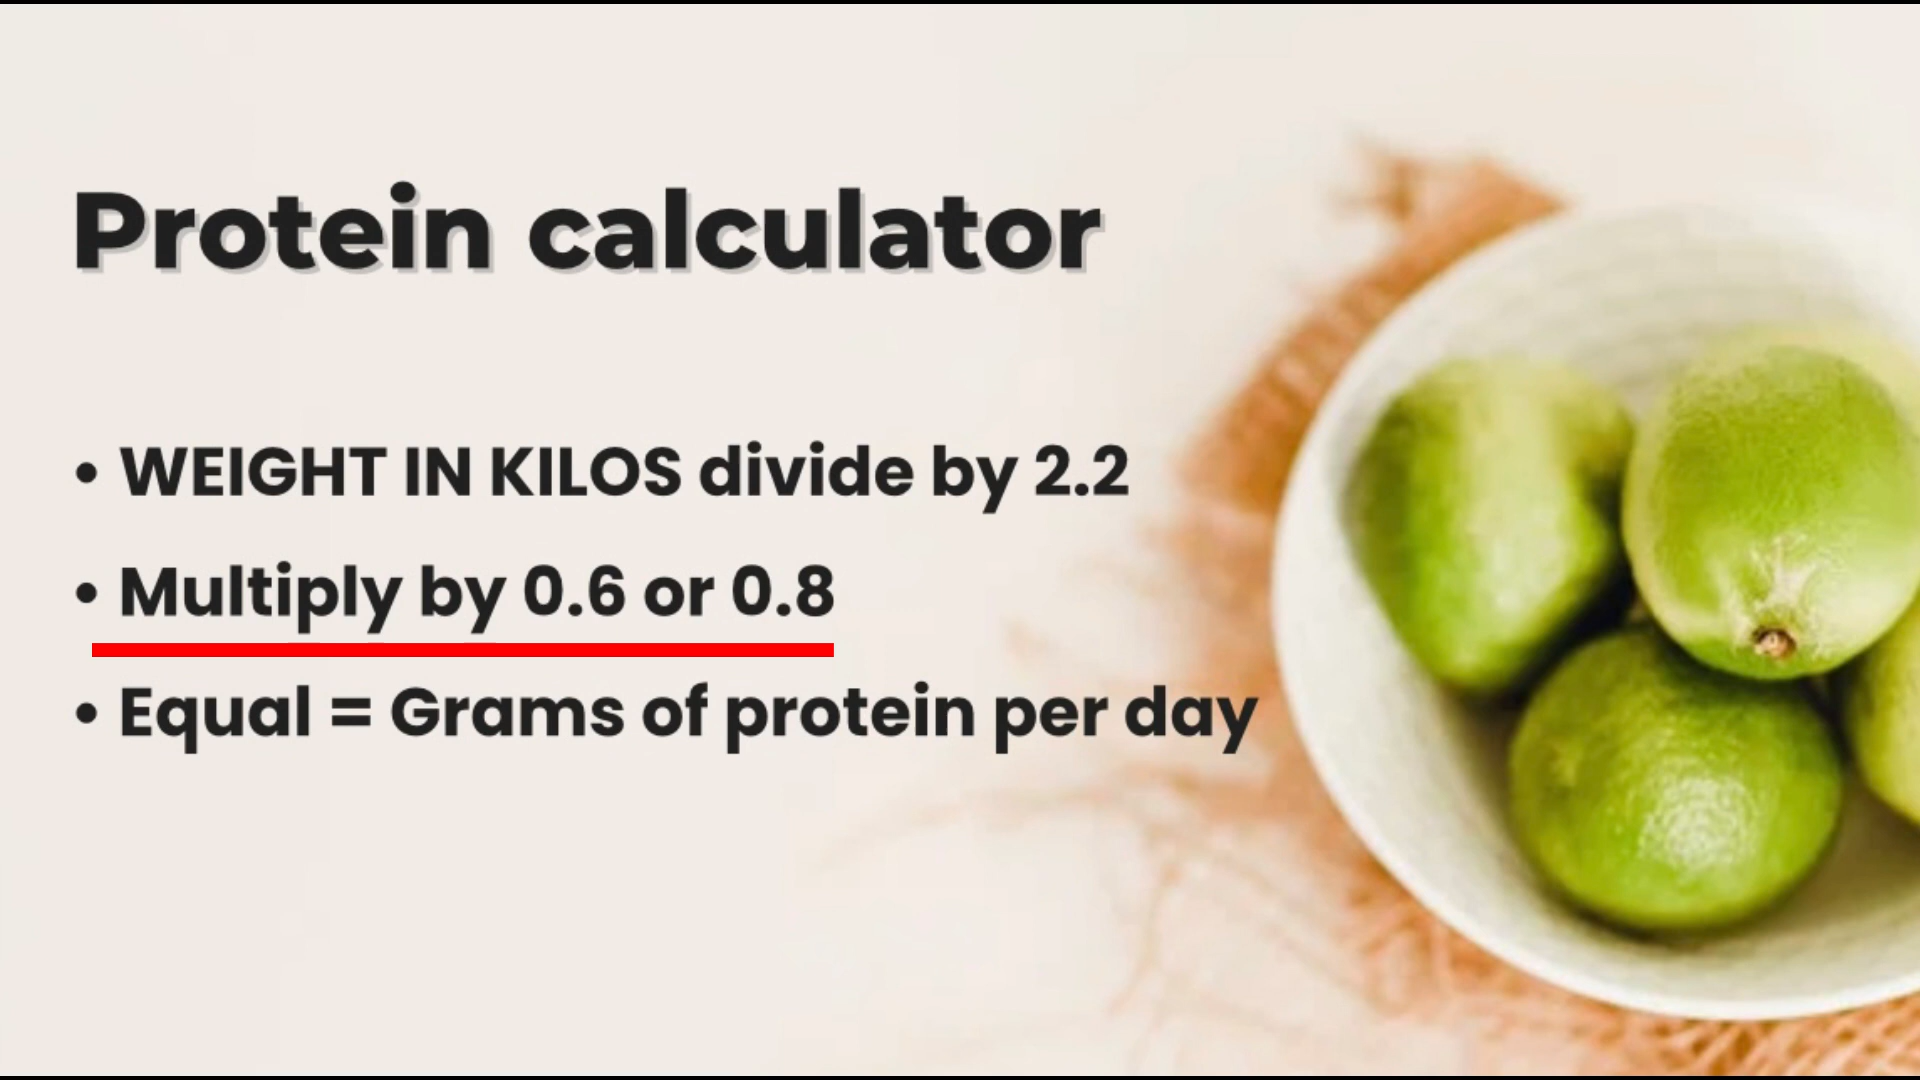 Protein calculator
• WEIGHT IN KILOS divide by 2.2
• Multiply by 0.6 or 0.8
• Equal = Grams of protein per day